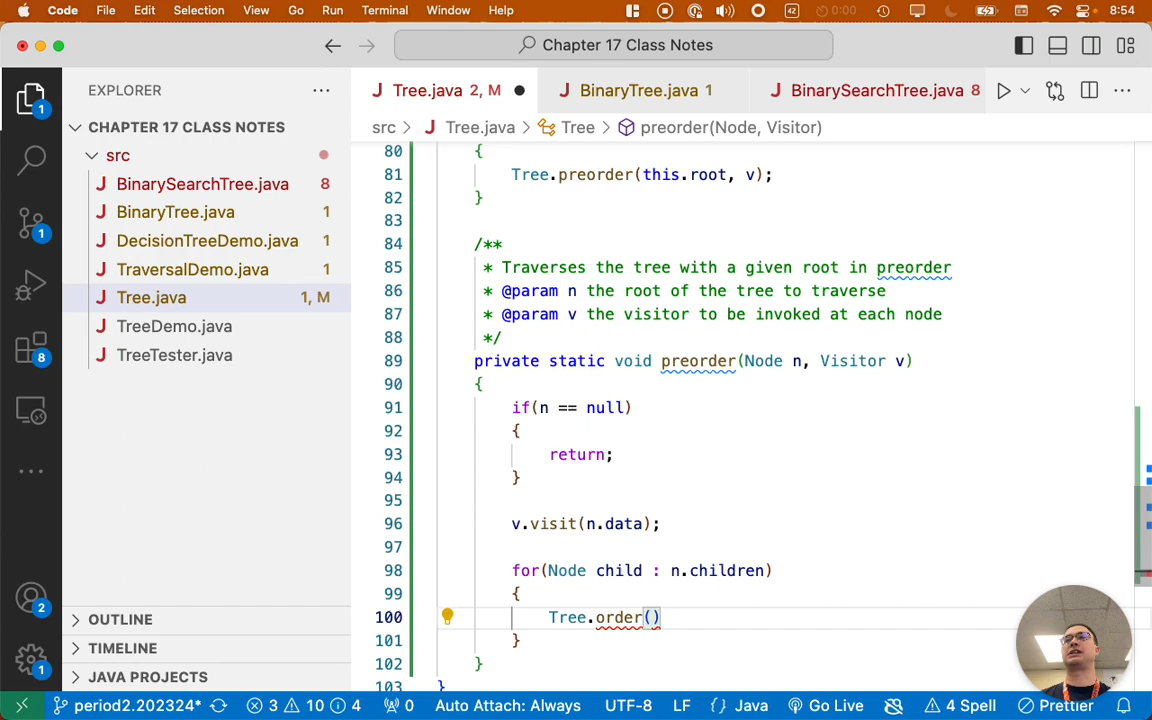 Code File Edit Selection View Go Run Terminal Window Help 42 0:00 8:54
Chapter 17 Class Notes
EXPLORER
J Tree.java 2, M
J BinaryTree.java 1
J BinarySearchTree.java 8
src > J Tree.java > Tree > preorder(Node, Visitor)
CHAPTER 17 CLASS NOTES
src
J BinarySearchTree.java 8
J BinaryTree.java 1
J DecisionTreeDemo.java 1
J TraversalDemo.java 1
J Tree.java 1, M
J TreeDemo.java
J TreeTester.java
OUTLINE
TIMELINE
JAVA PROJECTS
1
1
8
2
1
80 {
81 Tree.preorder(this.root, v);
82 }
83
84 /**
85 * Traverses the tree with a given root in preorder
86 * @param n the root of the tree to traverse
87 * @param v the visitor to be invoked at each node
88 */
89 private static void preorder(Node n, Visitor v)
90 {
91 if(n == null)
92 {
93 return;
94 }
95
96 v.visit(n.data);
97
98 for(Node child : n.children)
99 {
100 Tree.order()
101 }
102 }
103 }
period2.202324* 3 10 4 0 Auto Attach: Always UTF-8 LF {} Java Go Live 4 Spell Prettier